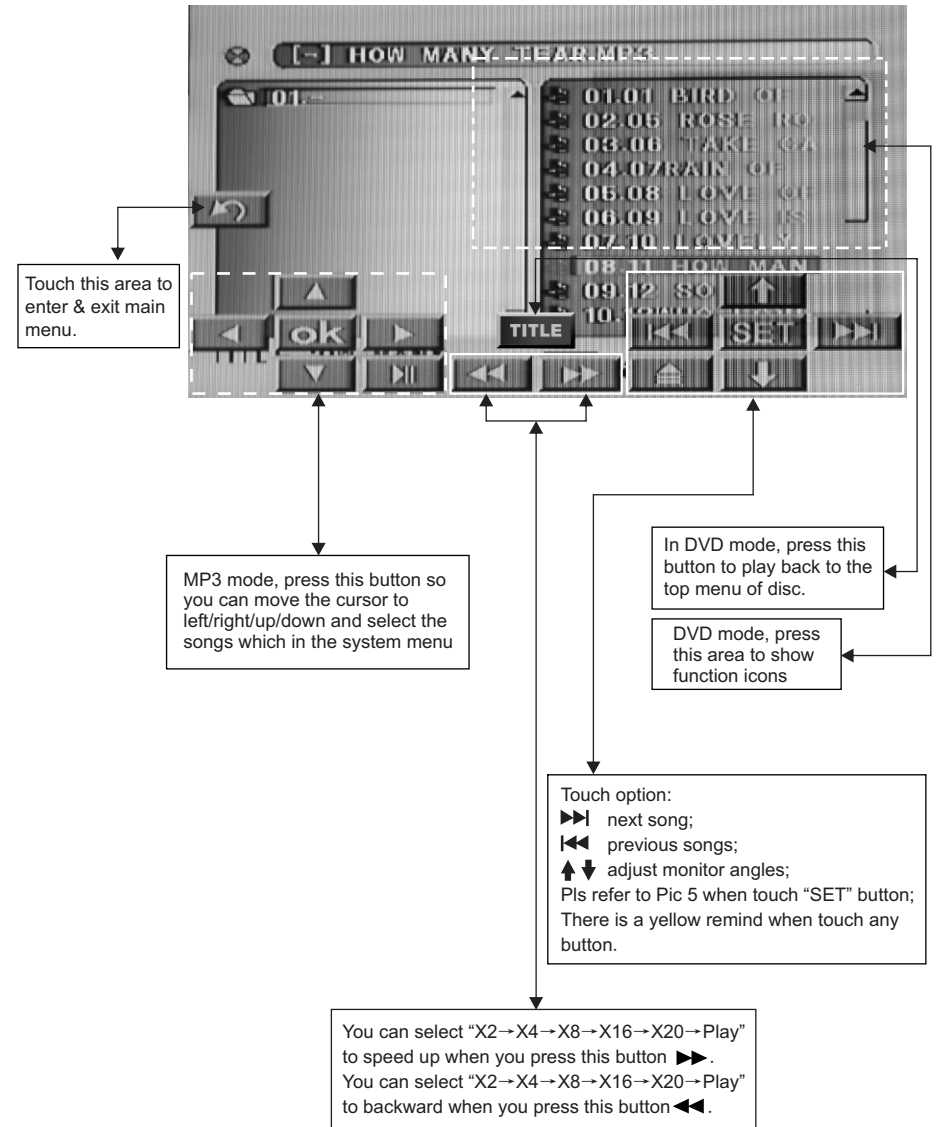 [-] HOW MANY TEAR.MP3
01.-
01.01 BIRD OF
02.05 ROSE RO
03.06 TAKE CA
04.07RAIN OF
05.08 LOVE OF
06.09 LOVE IS
07.10 LOVELY
08.11 HOW MAN
09.12 SO
10.
ok
TITLE
SET
TITLE
Touch this area to
enter & exit main
menu.
MP3 mode, press this button so
you can move the cursor to
left/right/up/down and select the
songs which in the system menu
In DVD mode, press this
button to play back to the
top menu of disc.
DVD mode, press
this area to show
function icons
Touch option:
next song;
previous songs;
adjust monitor angles;
Pls refer to Pic 5 when touch “SET” button;
There is a yellow remind when touch any
button.
You can select “X2→X4→X8→X16→X20→Play”
to speed up when you press this button ▶▶.
You can select “X2→X4→X8→X16→X20→Play”
to backward when you press this button◀◀.